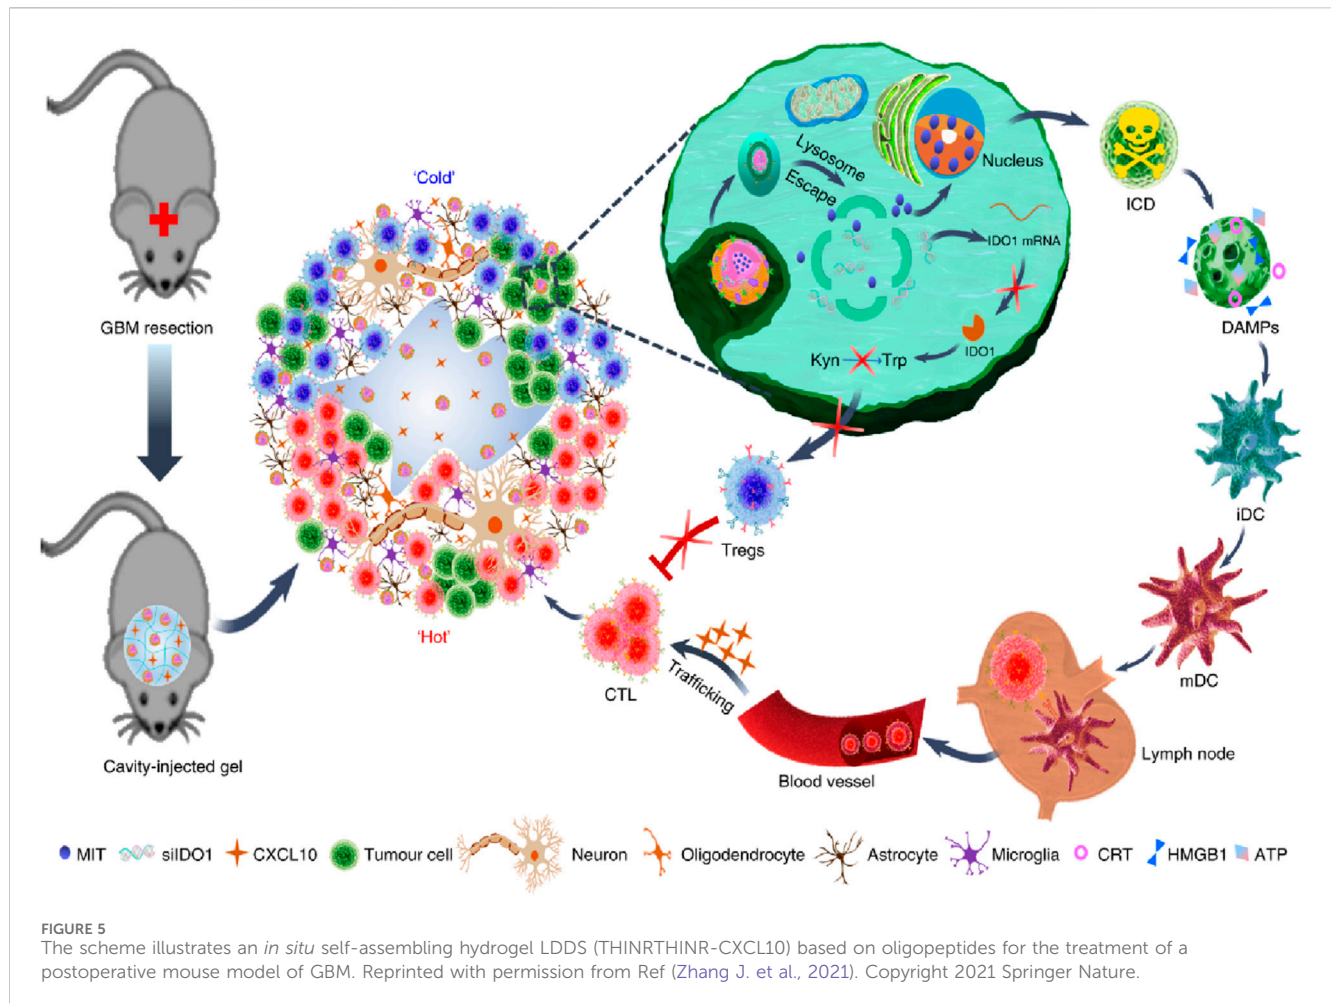 GBM resection
Cavity-injected gel
'Cold'
'Hot'
Lysosome
Escape
Nucleus
IDO1 mRNA
IDO1
Kyn
Trp
ICD
DAMPs
iDC
mDC
Lymph node
Blood vessel
Trafficking
CTL
Tregs
MIT siIDO1 CXCL10 Tumour cell Neuron Oligodendrocyte Astrocyte Microglia CRT HMGB1 ATP
FIGURE 5
The scheme illustrates an in situ self-assembling hydrogel LDDS (THINRTHINR-CXCL10) based on oligopeptides for the treatment of a
postoperative mouse model of GBM. Reprinted with permission from Ref (Zhang J. et al., 2021). Copyright 2021 Springer Nature.